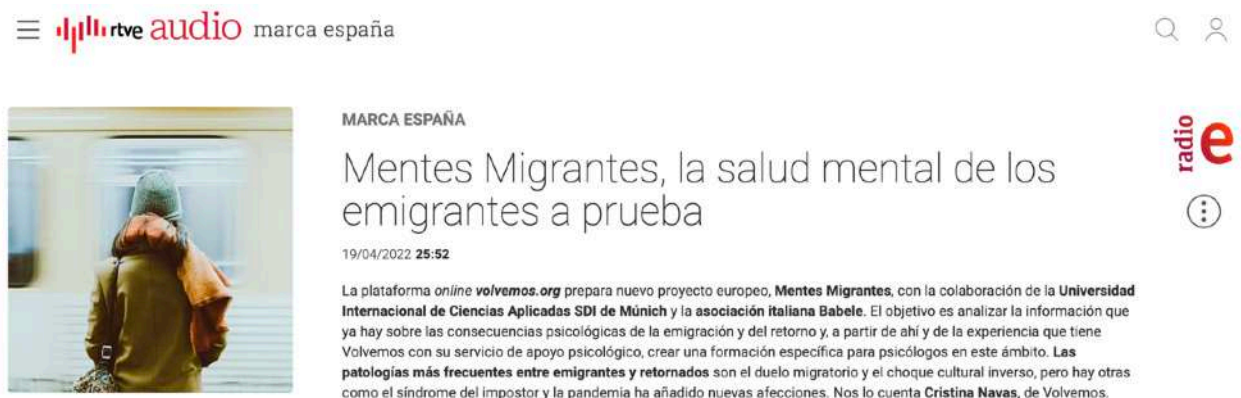 rtve audio marca españa
MARCA ESPAÑA
radio e
Mentes Migrantes, la salud mental de los
emigrantes a prueba
19/04/2022 25:52
La plataforma online volvemos.org prepara nuevo proyecto europeo, Mentes Migrantes, con la colaboración de la Universidad
Internacional de Ciencias Aplicadas SDI de Múnich y la asociación italiana Babele. El objetivo es analizar la información que
ya hay sobre las consecuencias psicológicas de la emigración y del retorno y, a partir de ahí y de la experiencia que tiene
Volvemos con su servicio de apoyo psicológico, crear una formación específica para psicólogos en este ámbito. Las
patologías más frecuentes entre emigrantes y retornados son el duelo migratorio y el choque cultural inverso, pero hay otras
como el síndrome del impostor y la pandemia ha añadido nuevas afecciones. Nos lo cuenta Cristina Navas, de Volvemos.